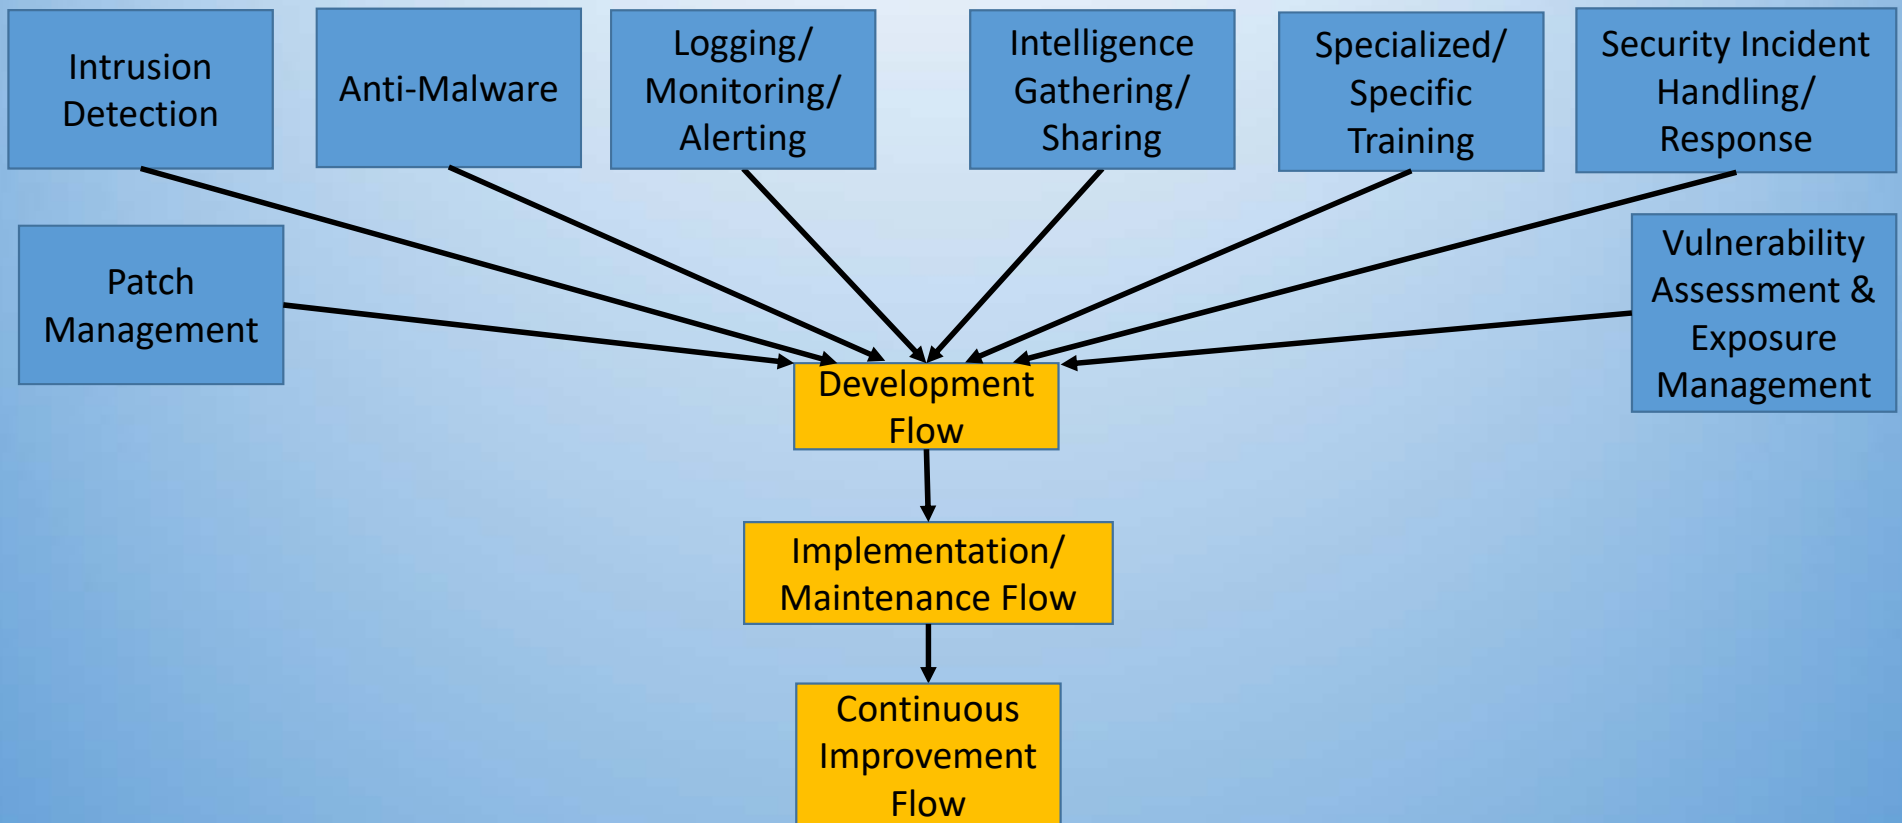 Intrusion
Detection
Anti-Malware
Logging/
Monitoring/
Alerting
Intelligence
Gathering/
Sharing
Specialized/
Specific
Training
Security Incident
Handling/
Response
Patch
Management
Vulnerability
Assessment &
Exposure
Management
Development
Flow
Implementation/
Maintenance Flow
Continuous
Improvement
Flow